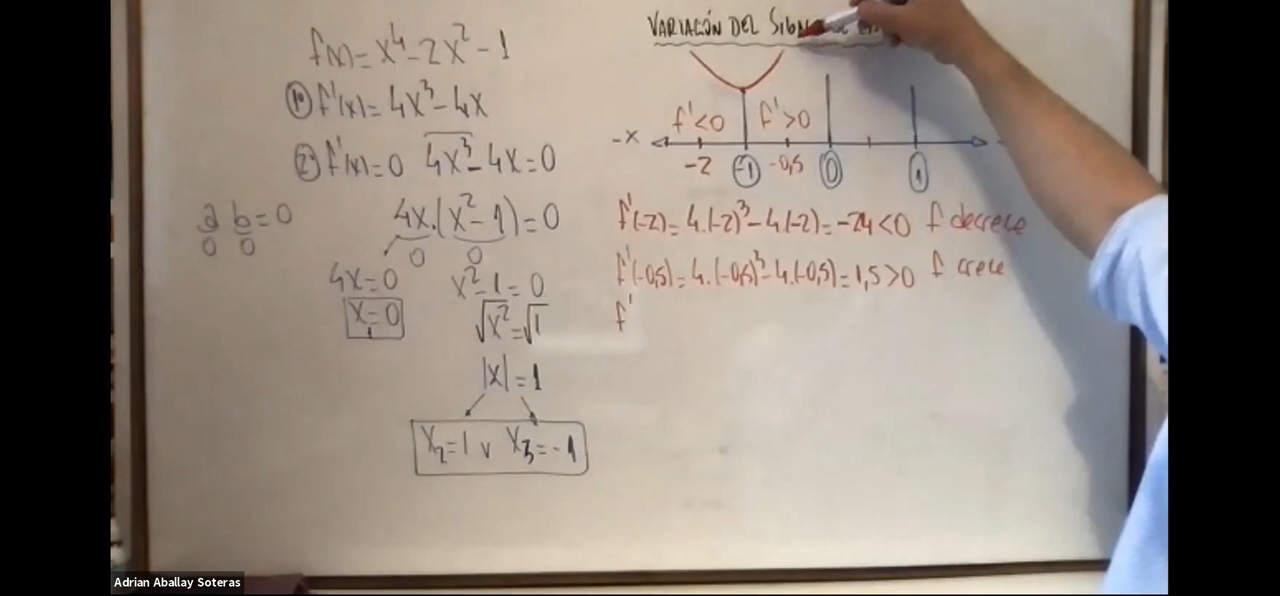 f(x)=x⁴-2x²-1
① f'(x)=4x³-4x
② f'(x)=0 4x³-4x=0
a b=0
0 0
4x.(x²-1)=0
0 0
4x=0 x²-1=0
x₁=0 √x²=√1
|x|=1
x₂=1 v x₃=-1
VARIACIÓN DEL
f'<0 f'>0
-x
-2 -1 -0,5 0 1
f'(-2)=4.(-2)³-4.(-2)=-24<0 f decrece
f'(-0,5)=4.(-0,5)³-4.(-0,5)=1,5>0 f crece
f'
Adrian Aballay Soteras